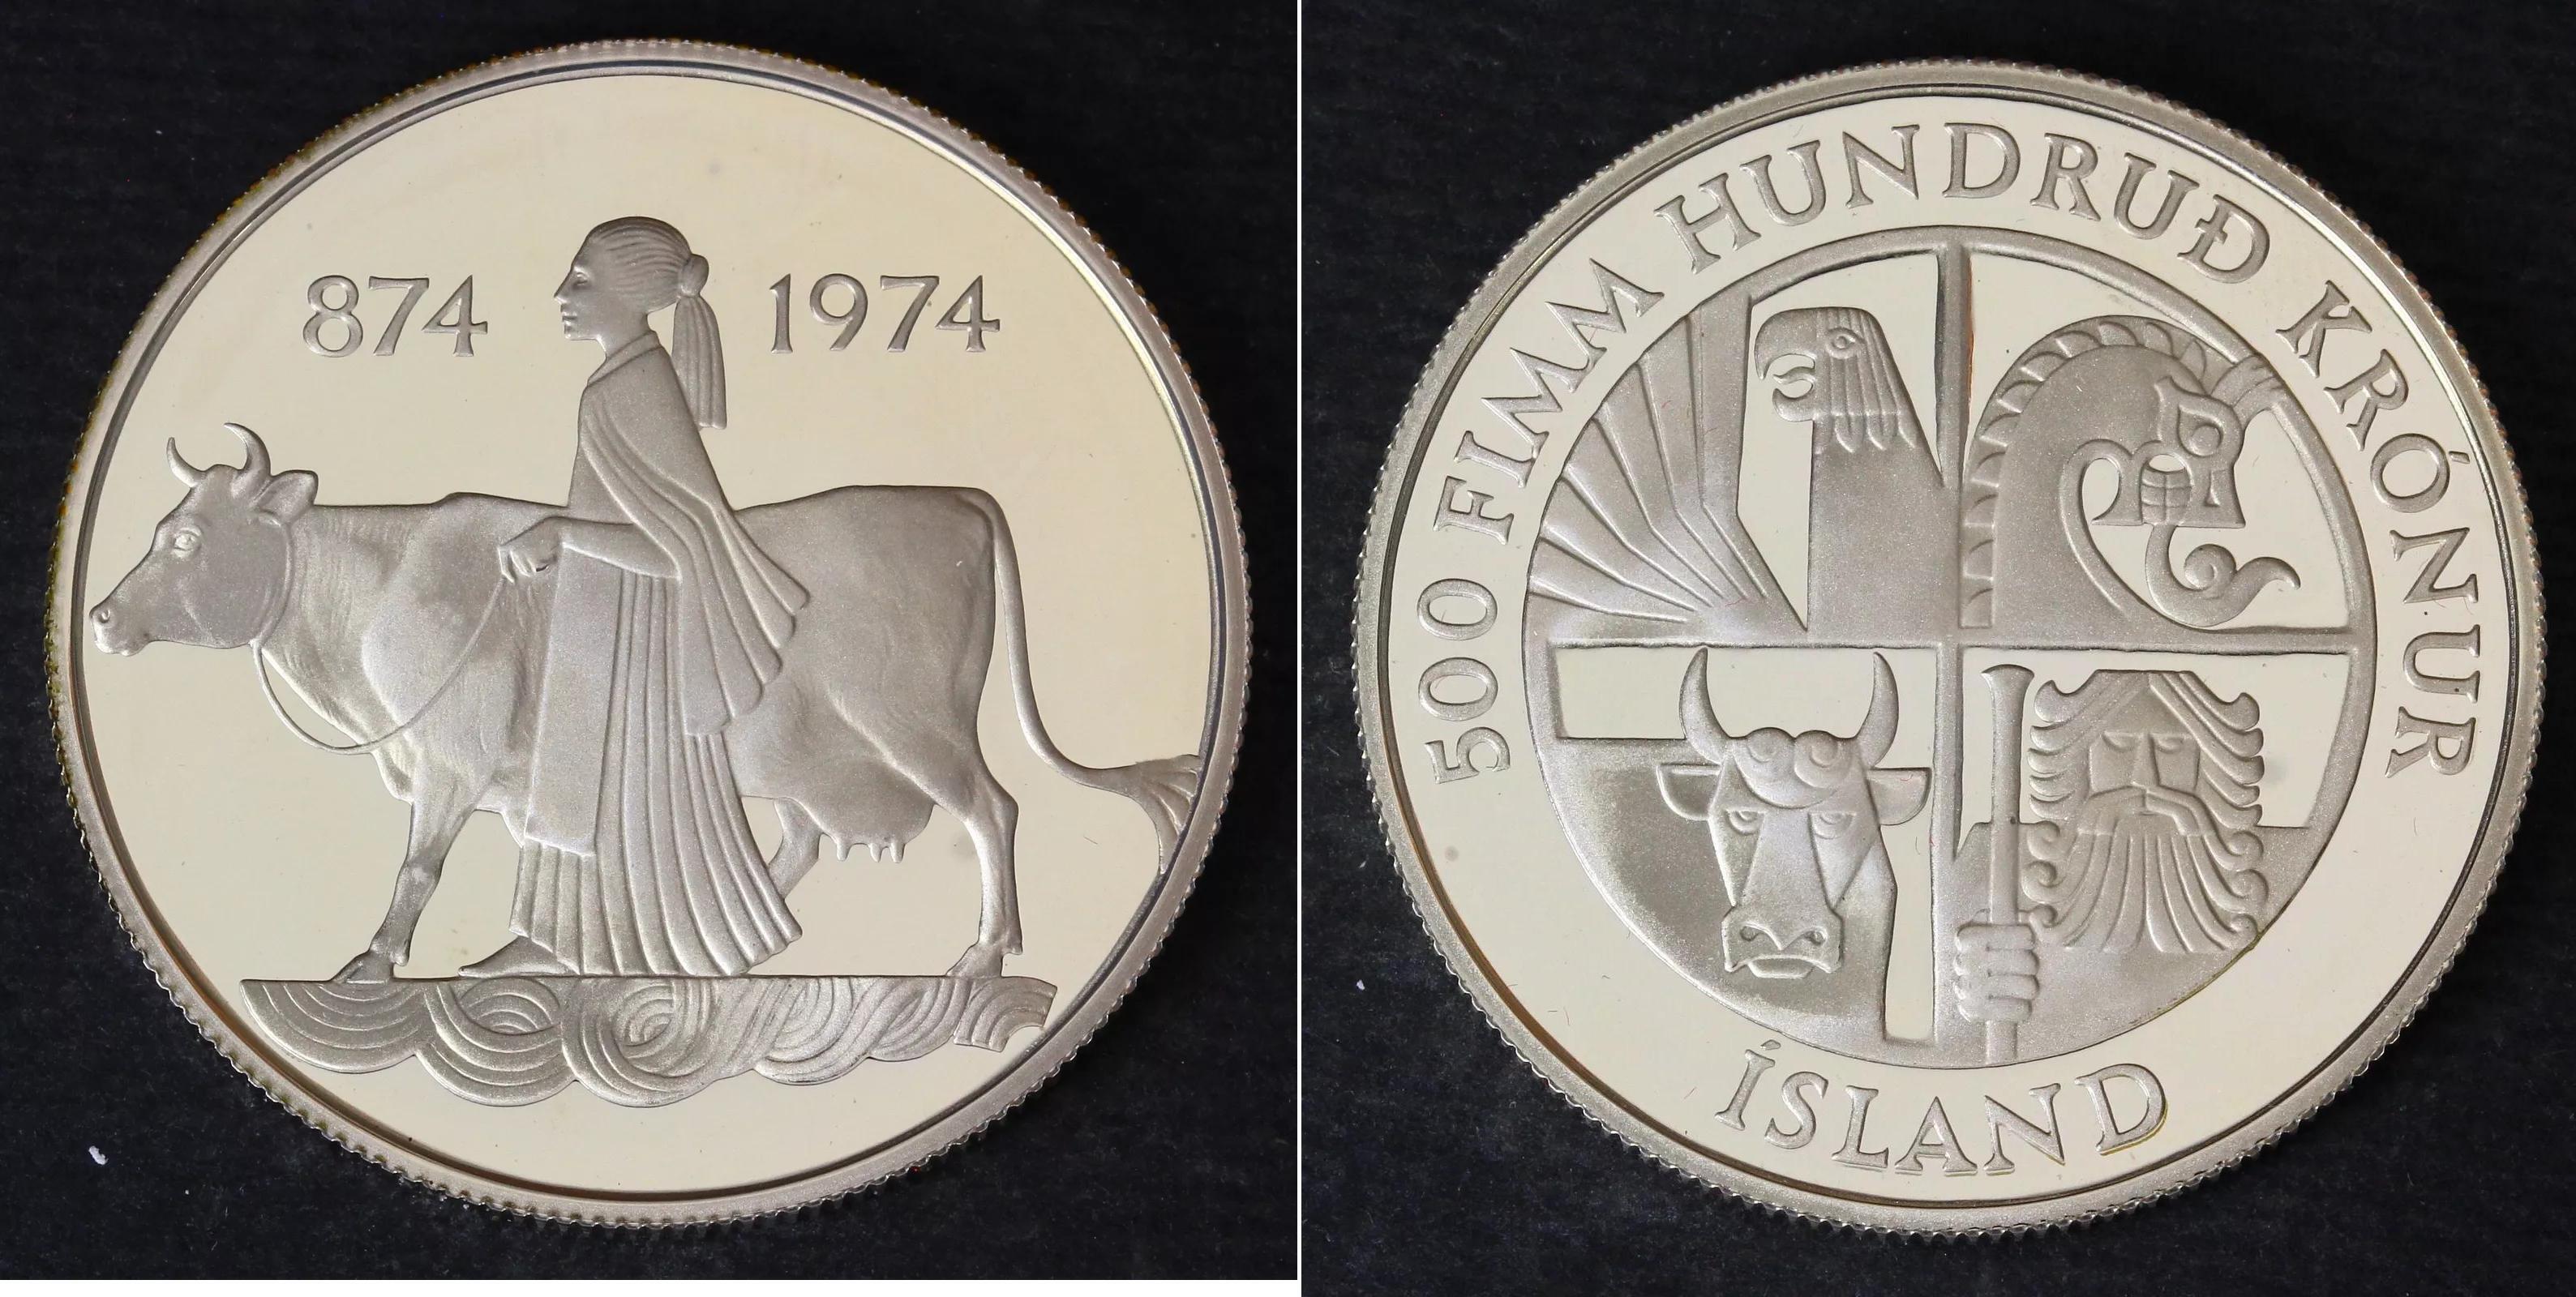 874 1974
500 FIMM HUNDRUÐ KRÓNUR
ÍSLAND